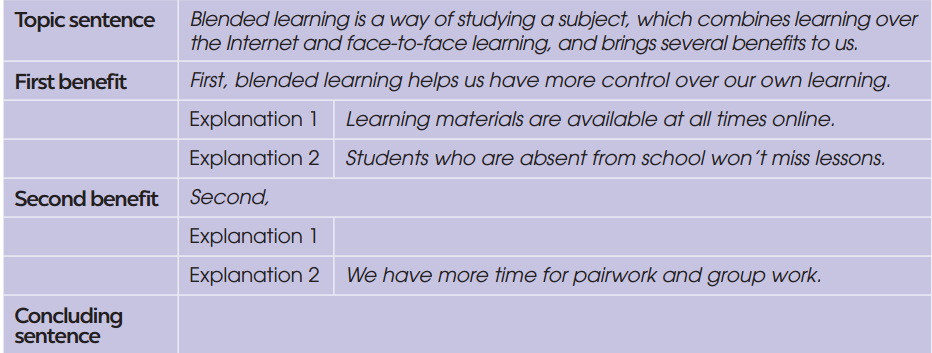 Topic sentence
Blended learning is a way of studying a subject, which combines learning over
the Internet and face-to-face learning, and brings several benefits to us.
First benefit
First, blended learning helps us have more control over our own learning.
Explanation 1
Learning materials are available at all times online.
Explanation 2
Students who are absent from school won't miss lessons.
Second benefit
Second,
Explanation 1
Explanation 2
We have more time for pairwork and group work.
Concluding
sentence